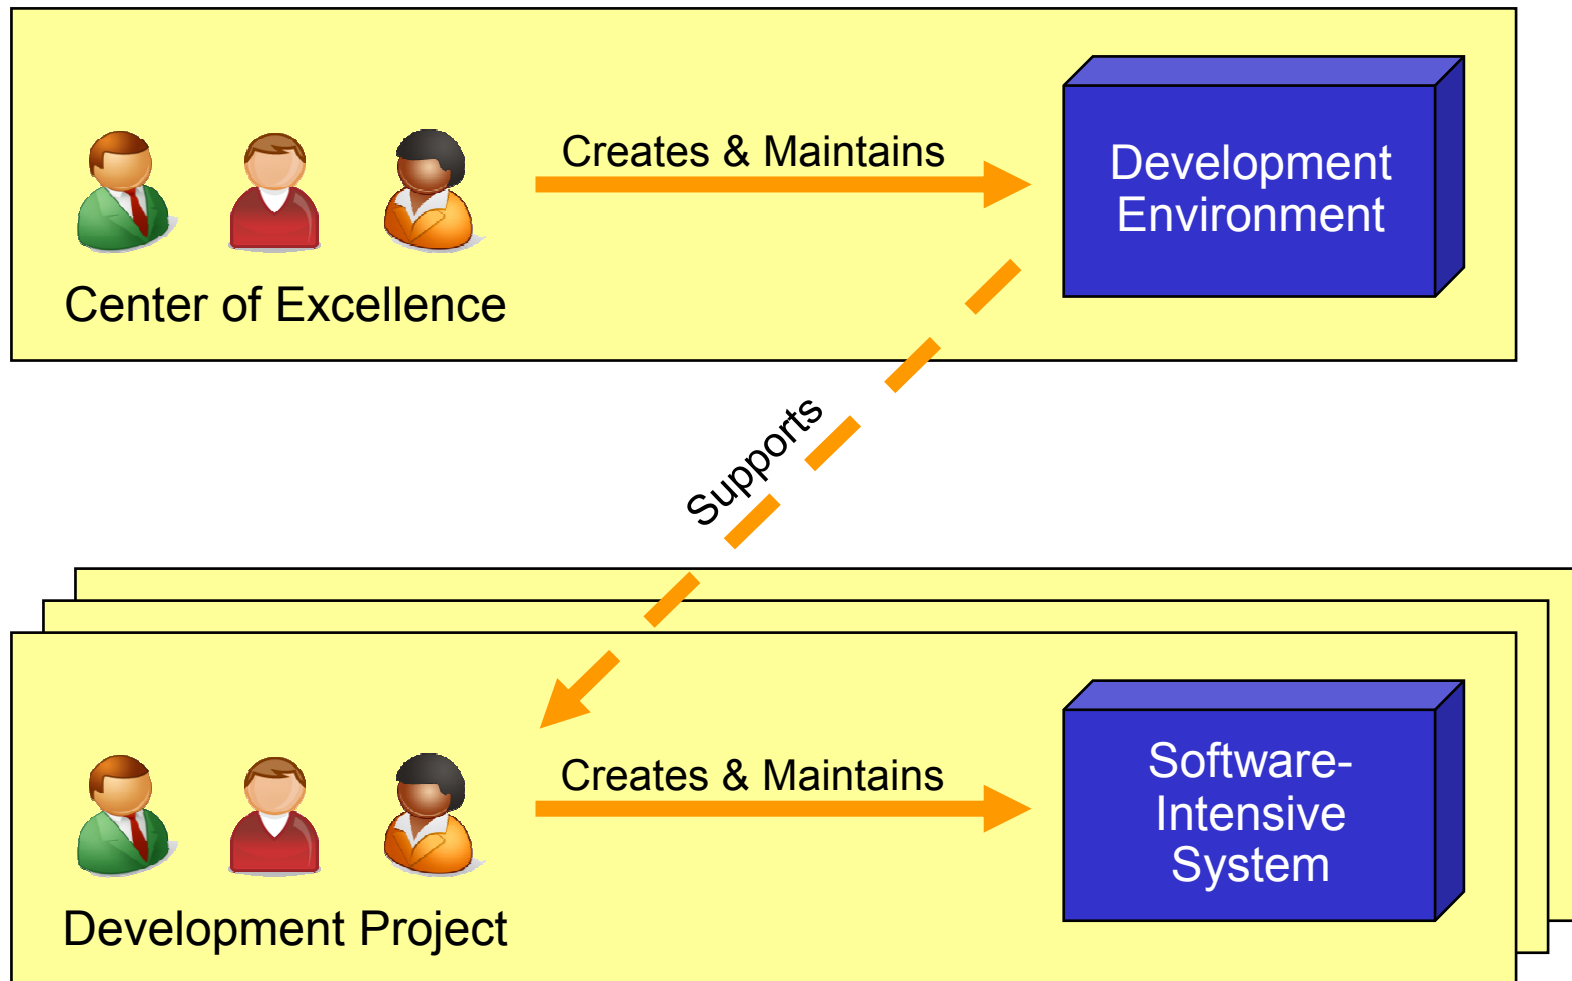 Creates & Maintains
Development
Environment
Center of Excellence
Supports
Creates & Maintains
Software-
Intensive
System
Development Project